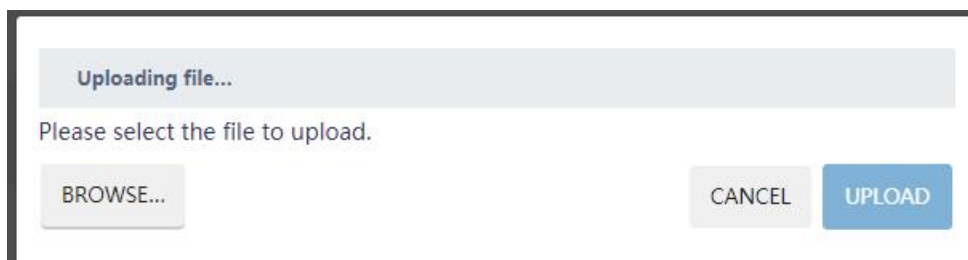 Uploading file...
Please select the file to upload.
BROWSE...
CANCEL
UPLOAD